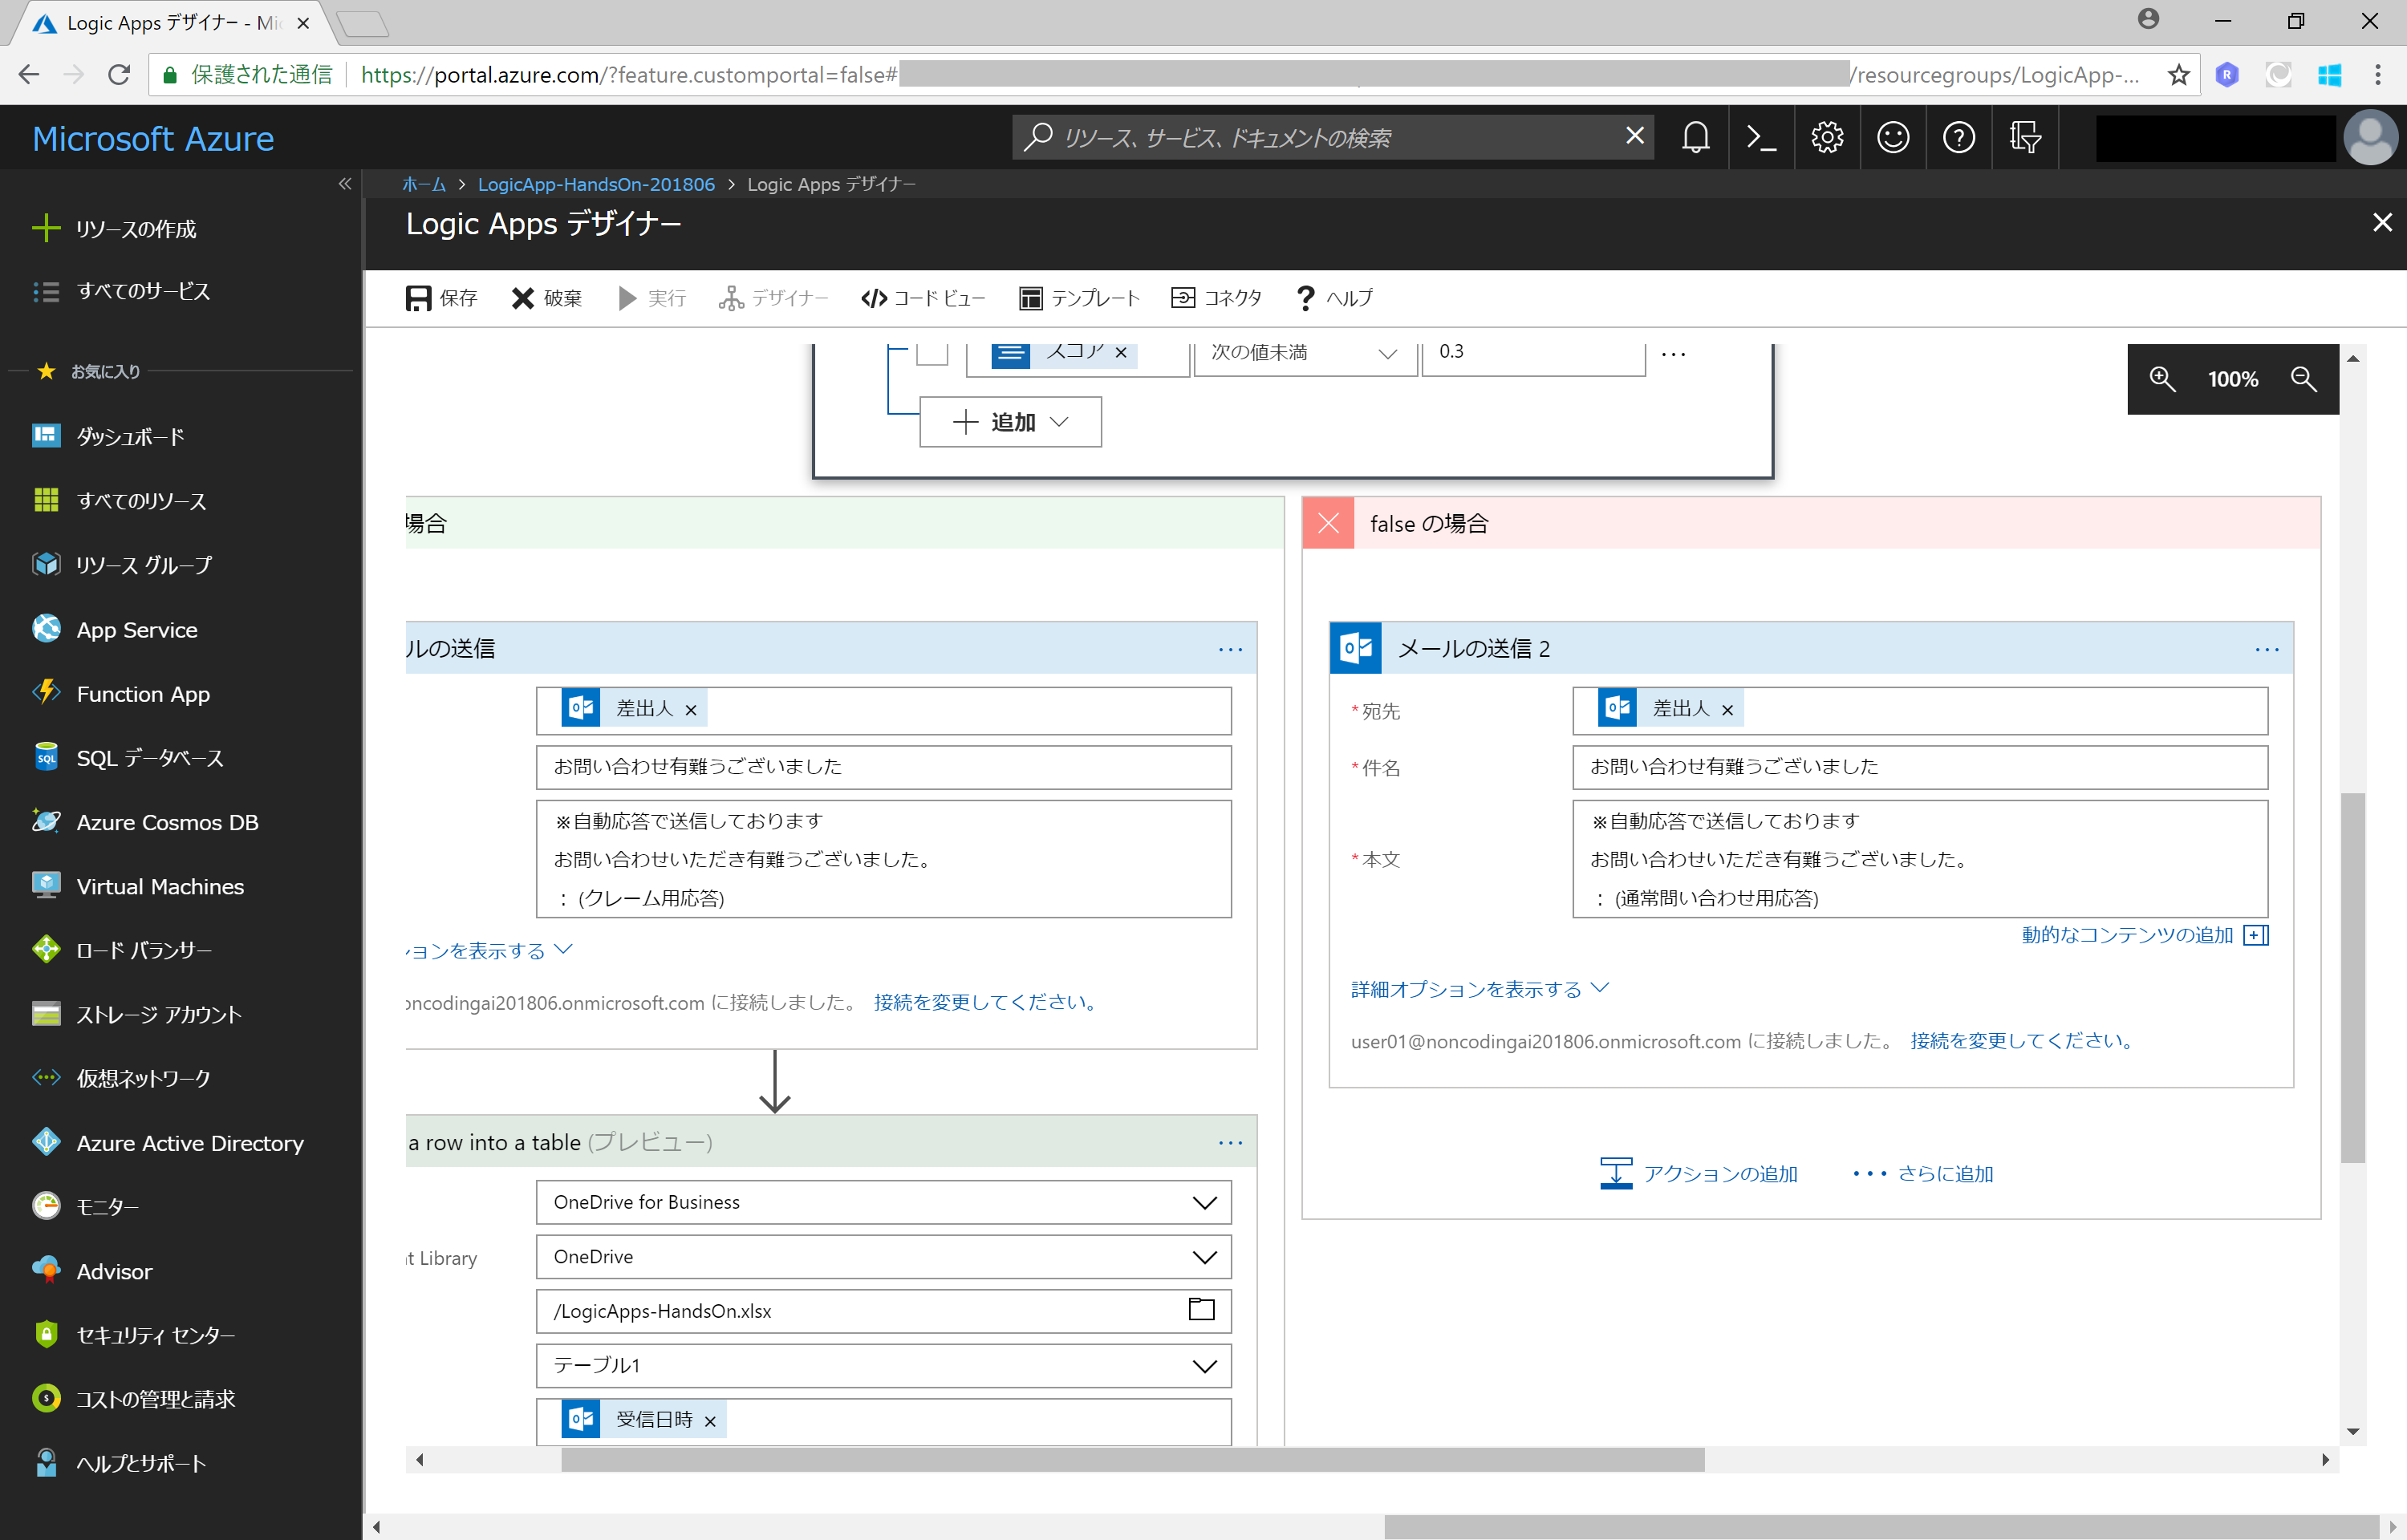 Logic Apps デザイナー - Mi
保護された通信
https://portal.azure.com/?feature.customportal=false#
/resourcegroups/LogicApp-...
Microsoft Azure
リソース、サービス、ドキュメントの検索
ホーム > LogicApp-HandsOn-201806 > Logic Apps デザイナー
Logic Apps デザイナー
保存 破棄 実行 デザイナー コード ビュー テンプレート コネクタ ヘルプ
リソースの作成
すべてのサービス
お気に入り
ダッシュボード
すべてのリソース
リソース グループ
App Service
Function App
SQL データベース
Azure Cosmos DB
Virtual Machines
ロード バランサー
ストレージ アカウント
仮想ネットワーク
Azure Active Directory
モニター
Advisor
セキュリティ センター
コストの管理と請求
ヘルプとサポート
スコア × 次の値未満 0.3 ...
追加
100%
場合
ルの送信 ...
差出人 ×
お問い合わせ有難うございました
※自動応答で送信しております
お問い合わせいただき有難うございました。
： (クレーム用応答)
ションを表示する
oncodingai201806.onmicrosoft.com に接続しました。 接続を変更してください。
a row into a table (プレビュー) ...
OneDrive for Business
t Library
OneDrive
/LogicApps-HandsOn.xlsx
テーブル1
受信日時 ×
false の場合
メールの送信 2 ...
*宛先
差出人 ×
*件名
お問い合わせ有難うございました
*本文
※自動応答で送信しております
お問い合わせいただき有難うございました。
： (通常問い合わせ用応答)
動的なコンテンツの追加
詳細オプションを表示する
user01@noncodingai201806.onmicrosoft.com に接続しました。 接続を変更してください。
アクションの追加 ... さらに追加